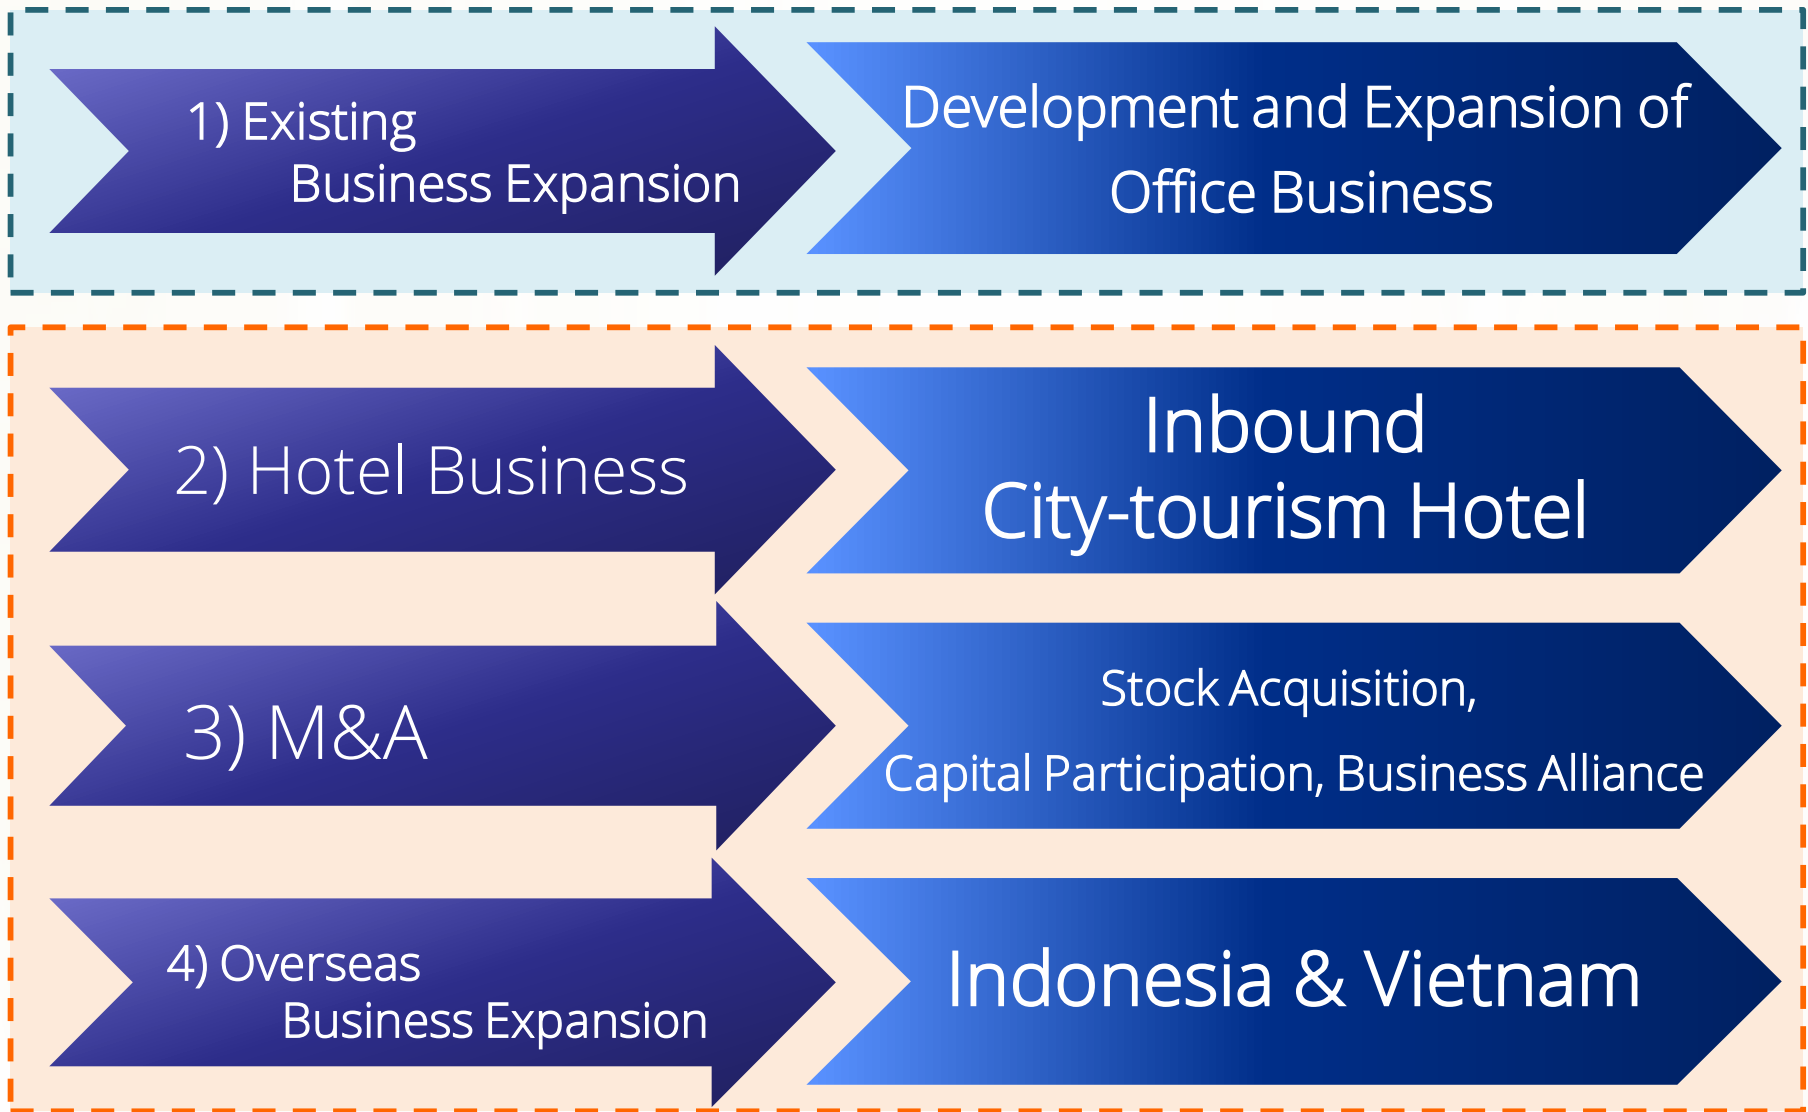 1) Existing
Business Expansion
Development and Expansion of
Office Business
2) Hotel Business
Inbound
City-tourism Hotel
3) M&A
Stock Acquisition,
Capital Participation, Business Alliance
4) Overseas
Business Expansion
Indonesia & Vietnam